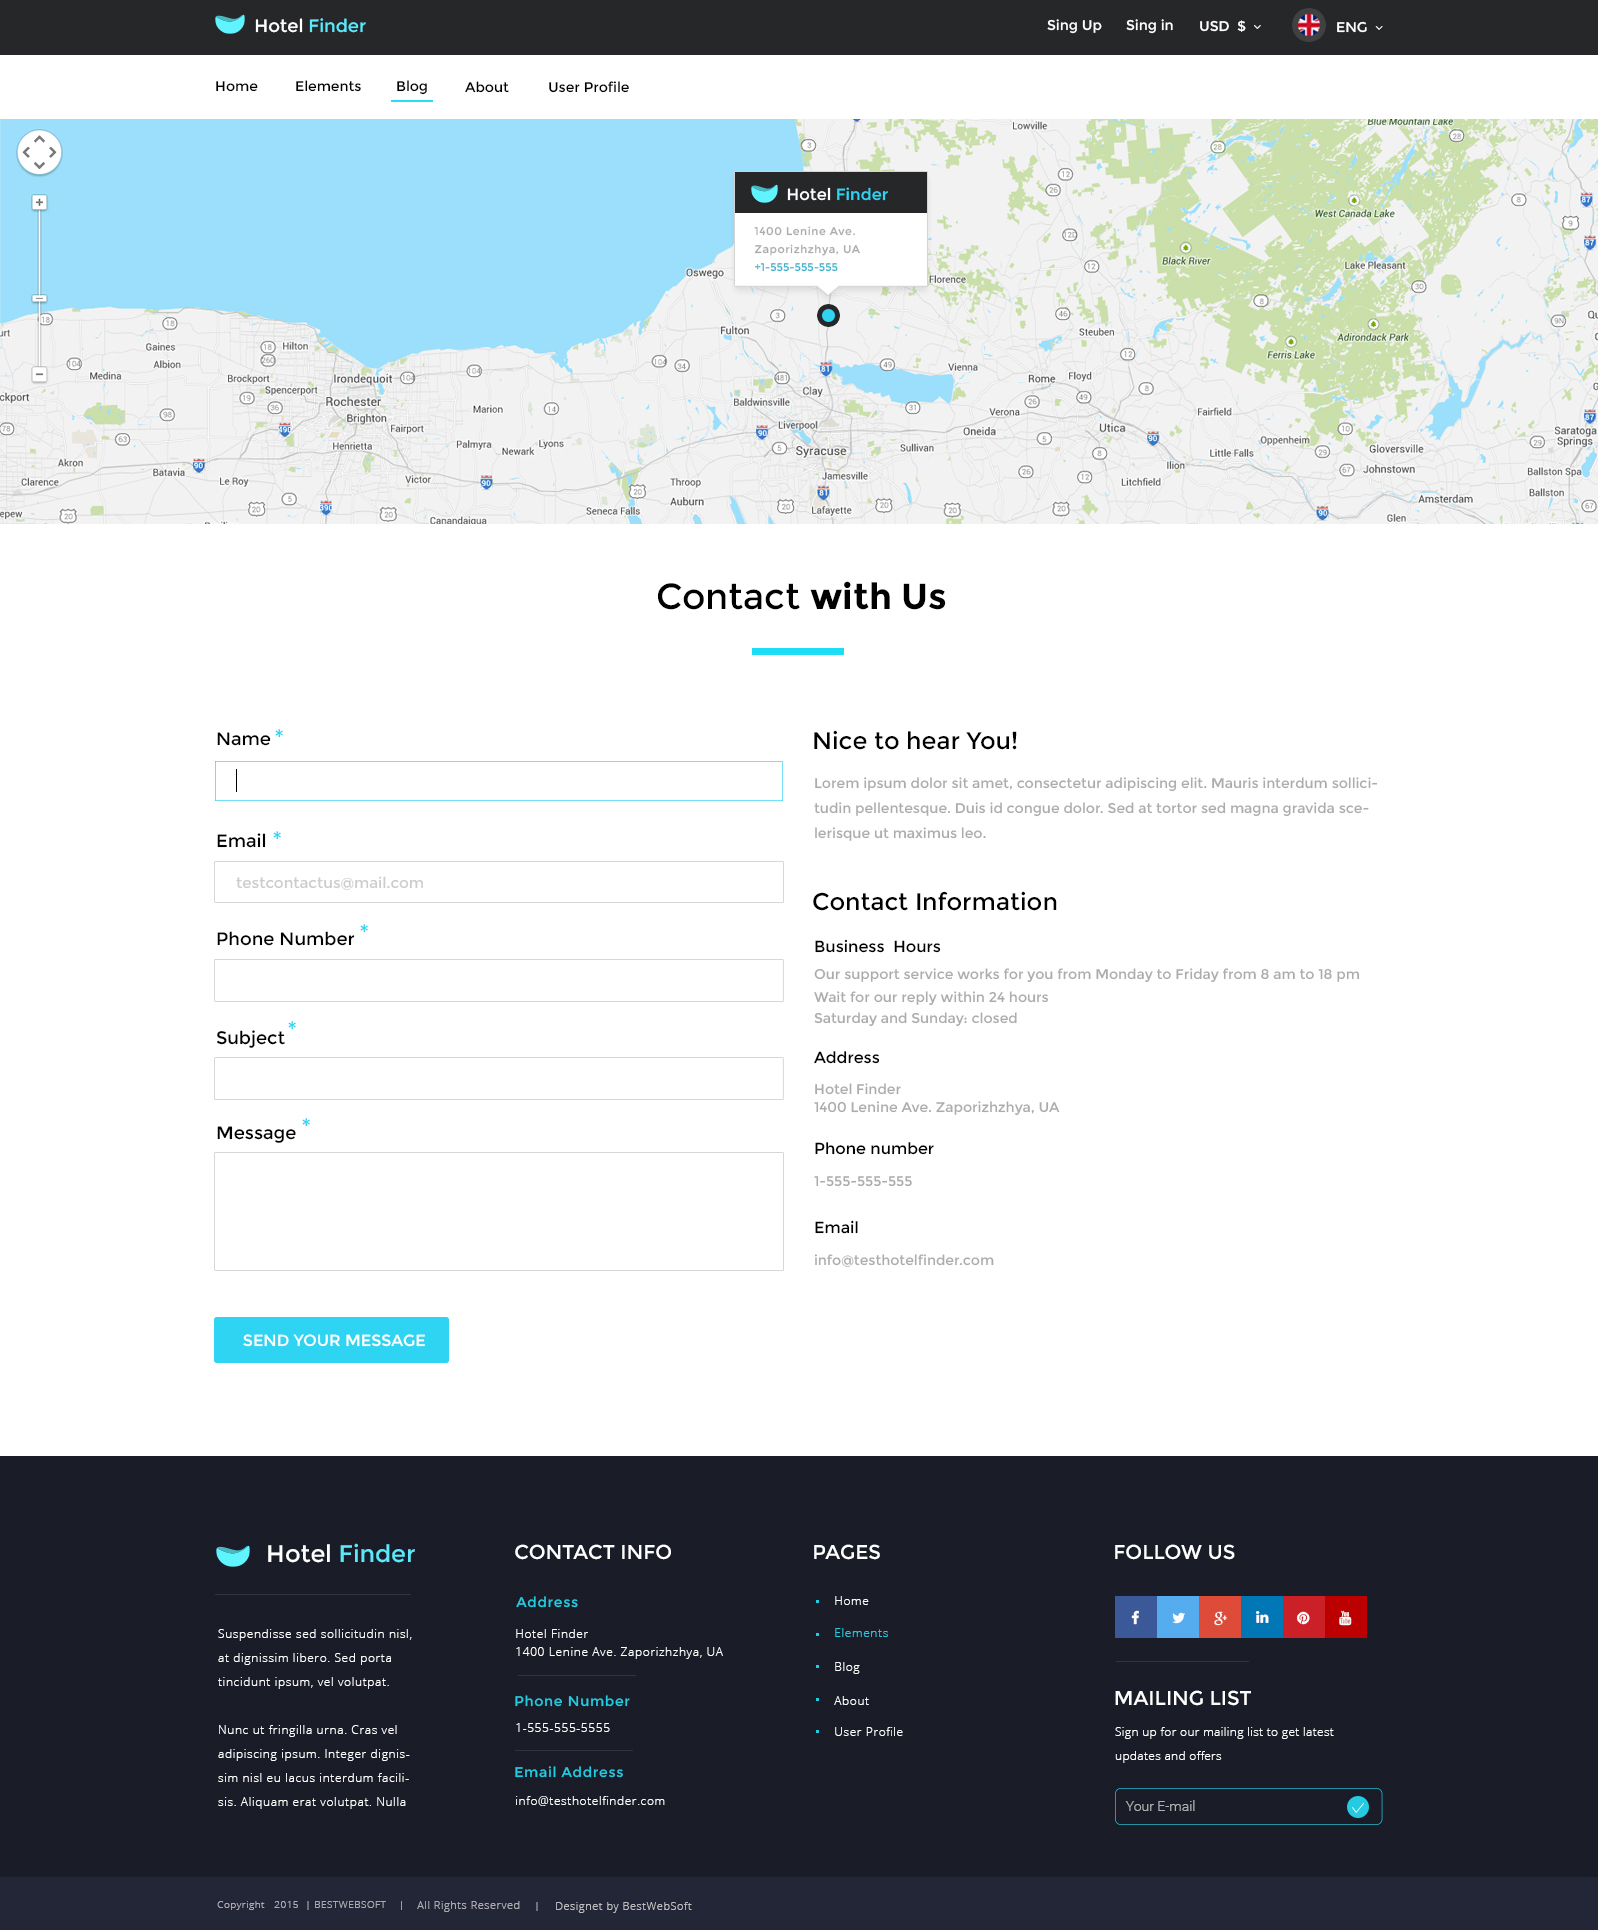 Hotel Finder
Sing Up Sing in USD $ ENG
Home Elements Blog About User Profile
Lowville
Blue Mountain Lake
West Canada Lake
Black River
Lake Pleasant
Hotel Finder
1400 Lenine Ave.
Zaporizhzhya, UA
+1-555-555-555
Oswego
Florence
Fulton
Steuben
Adirondack Park
Ferris Lake
Gaines
Hilton
Albion
Medina
Brockport
Spencerport
Irondequoit
Rochester
Brighton
Fairport
Henrietta
Marion
Palmyra
Lyons
Newark
Baldwinsville
Clay
Liverpool
Syracuse
Vienna
Rome
Floyd
Verona
Oneida
Sullivan
Utica
Fairfield
Oppenheim
Gloversville
Saratoga
Springs
Akron
Batavia
Clarence
Le Roy
Victor
Throop
Auburn
Seneca Falls
Jamesville
Lafayette
Litchfield
Ilion
Little Falls
Johnstown
Ballston Spa
Ballston
Amsterdam
Glen
Canandaigua
ckport
epew
Contact with Us
Name *
Email *
testcontactus@mail.com
Phone Number *
Subject *
Message *
SEND YOUR MESSAGE
Nice to hear You!
Lorem ipsum dolor sit amet, consectetur adipiscing elit. Mauris interdum sollici-
tudin pellentesque. Duis id congue dolor. Sed at tortor sed magna gravida sce-
lerisque ut maximus leo.
Contact Information
Business Hours
Our support service works for you from Monday to Friday from 8 am to 18 pm
Wait for our reply within 24 hours
Saturday and Sunday: closed
Address
Hotel Finder
1400 Lenine Ave. Zaporizhzhya, UA
Phone number
1-555-555-555
Email
info@testhotelfinder.com
Hotel Finder
Suspendisse sed sollicitudin nisl,
at dignissim libero. Sed porta
tincidunt ipsum, vel volutpat.
Nunc ut fringilla urna. Cras vel
adipiscing ipsum. Integer dignis-
sim nisl eu lacus interdum facili-
sis. Aliquam erat volutpat. Nulla
CONTACT INFO
Address
Hotel Finder
1400 Lenine Ave. Zaporizhzhya, UA
Phone Number
1-555-555-5555
Email Address
info@testhotelfinder.com
PAGES
Home
Elements
Blog
About
User Profile
FOLLOW US
MAILING LIST
Sign up for our mailing list to get latest
updates and offers
Your E-mail
Copyright 2015 | BESTWEBSOFT | All Rights Reserved | Designet by BestWebSoft